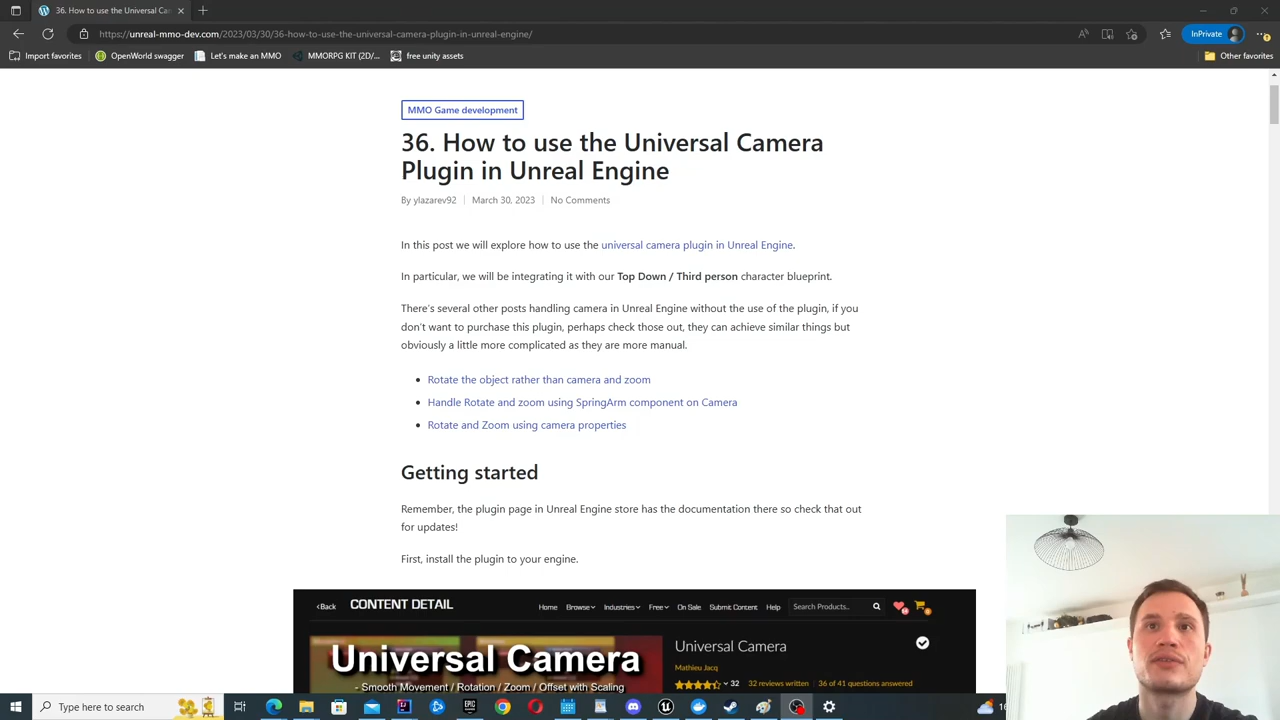 36. How to use the Universal Ca
https://unreal-mmo-dev.com/2023/03/30/36-how-to-use-the-universal-camera-plugin-in-unreal-engine/
InPrivate
Import favorites
OpenWorld swagger
Let's make an MMO
MMORPG KIT (2D/...
free unity assets
Other favorites
MMO Game development
36. How to use the Universal Camera
Plugin in Unreal Engine
By ylazarev92 March 30, 2023 No Comments
In this post we will explore how to use the universal camera plugin in Unreal Engine.
In particular, we will be integrating it with our Top Down / Third person character blueprint.
There's several other posts handling camera in Unreal Engine without the use of the plugin, if you
don't want to purchase this plugin, perhaps check those out, they can achieve similar things but
obviously a little more complicated as they are more manual.
Rotate the object rather than camera and zoom
Handle Rotate and zoom using SpringArm component on Camera
Rotate and Zoom using camera properties
Getting started
Remember, the plugin page in Unreal Engine store has the documentation there so check that out
for updates!
First, install the plugin to your engine.
Back CONTENT DETAIL Home Browse Industries Free On Sale Submit Content Help Search Products..
Universal Camera
- Smooth Movement / Rotation / Zoom / Offset with Scaling
Universal Camera
Mathieu Jacq
32 32 reviews written 36 of 41 questions answered
Type here to search